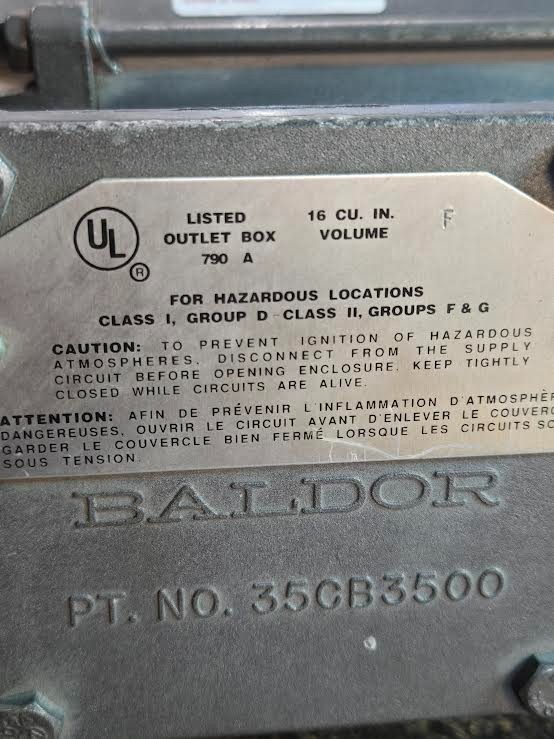 UL
®
LISTED 16 CU. IN. F
OUTLET BOX VOLUME
790 A
FOR HAZARDOUS LOCATIONS
CLASS I, GROUP D - CLASS II, GROUPS F & G
CAUTION: TO PREVENT IGNITION OF HAZARDOUS
ATMOSPHERES. DISCONNECT FROM THE SUPPLY
CIRCUIT BEFORE OPENING ENCLOSURE. KEEP TIGHTLY
CLOSED WHILE CIRCUITS ARE ALIVE.
ATTENTION: AFIN DE PRÉVENIR L'INFLAMMATION D'ATMOSPHÈR
DANGEREUSES, OUVRIR LE CIRCUIT AVANT D'ENLEVER LE COUVERC
GARDER LE COUVERCLE BIEN FERMÉ LORSQUE LES CIRCUITS SO
SOUS TENSION.
BALDOR
PT. NO. 35CB3500